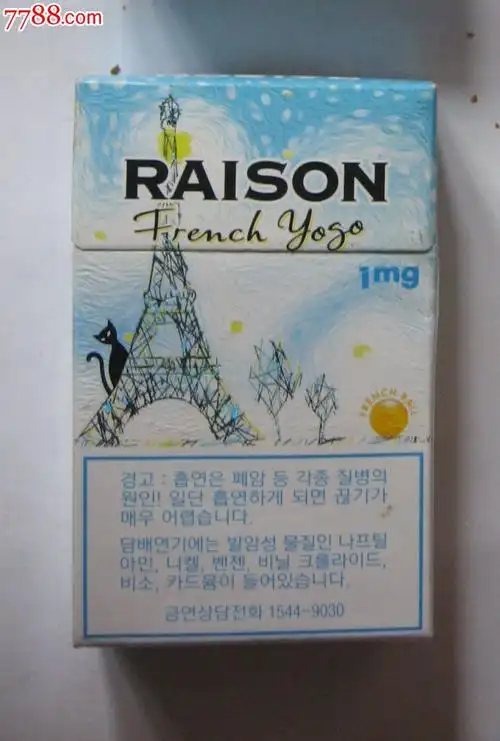 7788.com
RAISON
French Yogo
1mg
FRENCH BALL
경고 : 흡연은 폐암 등 각종 질병의
원인! 일단 흡연하게 되면 끊기가
매우 어렵습니다.
담배연기에는 발암성 물질인 나프틸
아민, 니켈, 벤젠, 비닐 크롤라이드,
비소, 카드뮴이 들어있습니다.
금연상담전화 1544-9030